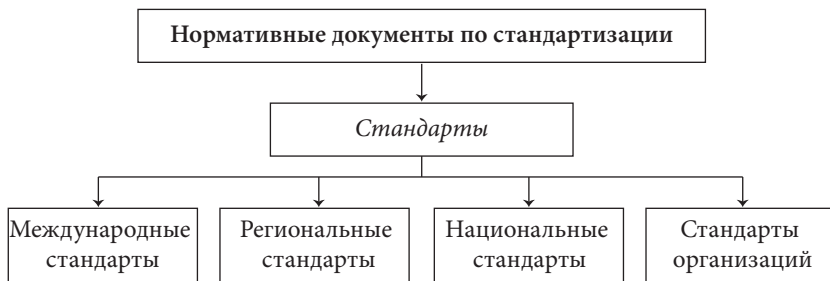 Нормативные документы по стандартизации
Стандарты
Международные
стандарты
Региональные
стандарты
Национальные
стандарты
Стандарты
организаций